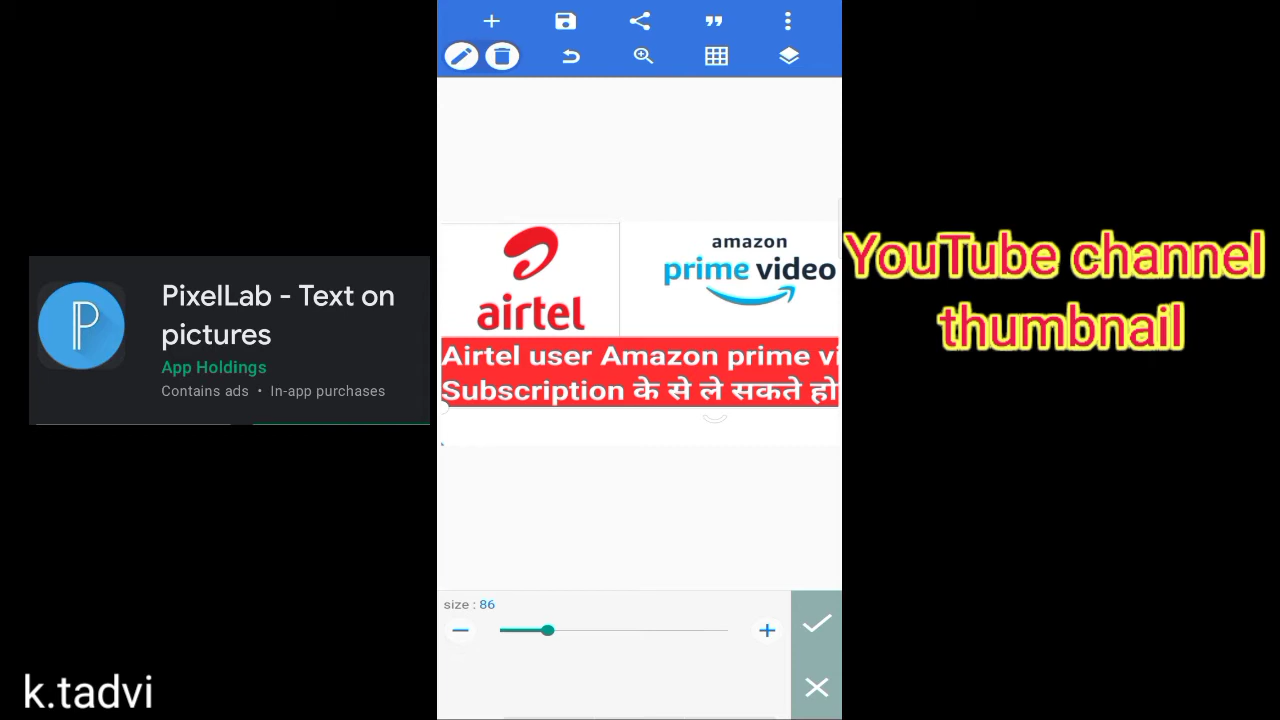 PixelLab - Text on
pictures
App Holdings
Contains ads • In-app purchases
k.tadvi
airtel
amazon
prime video
Airtel user Amazon prime vi
Subscription के से ले सकते हो
size : 86
YouTube channel
thumbnail